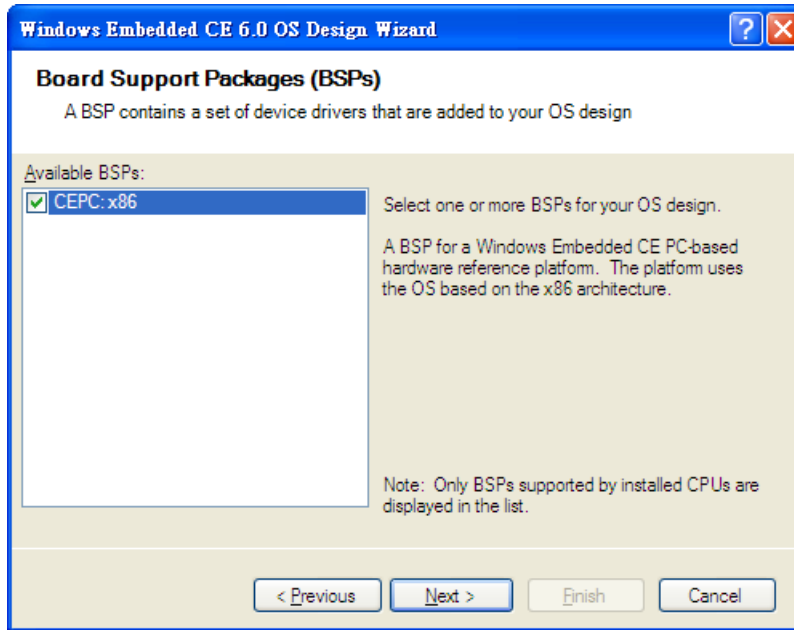 Windows Embedded CE 6.0 OS Design Wizard
Board Support Packages (BSPs)
A BSP contains a set of device drivers that are added to your OS design
Available BSPs:
CEPC: x86
Select one or more BSPs for your OS design.
A BSP for a Windows Embedded CE PC-based
hardware reference platform. The platform uses
the OS based on the x86 architecture.
Note: Only BSPs supported by installed CPUs are
displayed in the list.
< Previous
Next >
Finish
Cancel